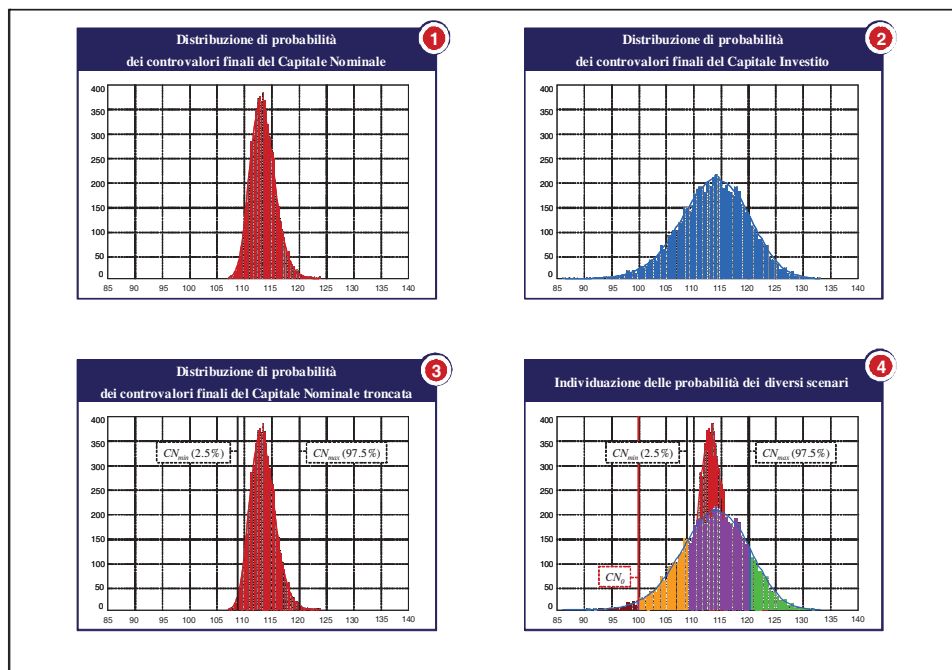 Distribuzione di probabilità
dei controvalori finali del Capitale Nominale
1
400
350
300
250
200
150
100
50
0
85 90 95 100 105 110 115 120 125 130 135 140
Distribuzione di probabilità
dei controvalori finali del Capitale Investito
2
400
350
300
250
200
150
100
50
0
85 90 95 100 105 110 115 120 125 130 135 140
Distribuzione di probabilità
dei controvalori finali del Capitale Nominale troncata
3
400
350
300
250
200
150
100
50
0
CN_min (2.5%)
CN_max (97.5%)
85 90 95 100 105 110 115 120 125 130 135 140
Individuazione delle probabilità dei diversi scenari
4
400
350
300
250
200
150
100
50
0
CN_min (2.5%)
CN_max (97.5%)
CN_0
85 90 95 100 105 110 115 120 125 130 135 140